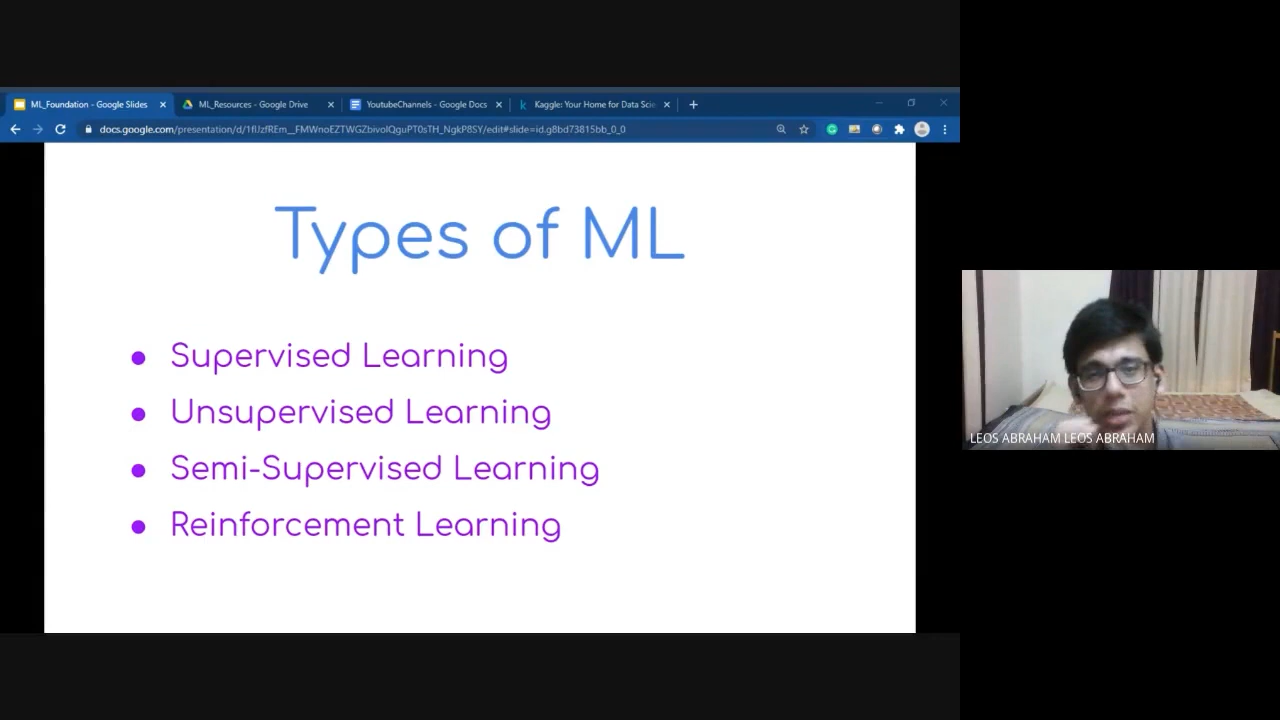 ML_Foundation - Google Slides
ML_Resources - Google Drive
YoutubeChannels - Google Docs
Kaggle: Your Home for Data Scie
Types of ML
Supervised Learning
Unsupervised Learning
Semi-Supervised Learning
Reinforcement Learning
LEOS ABRAHAM LEOS ABRAHAM